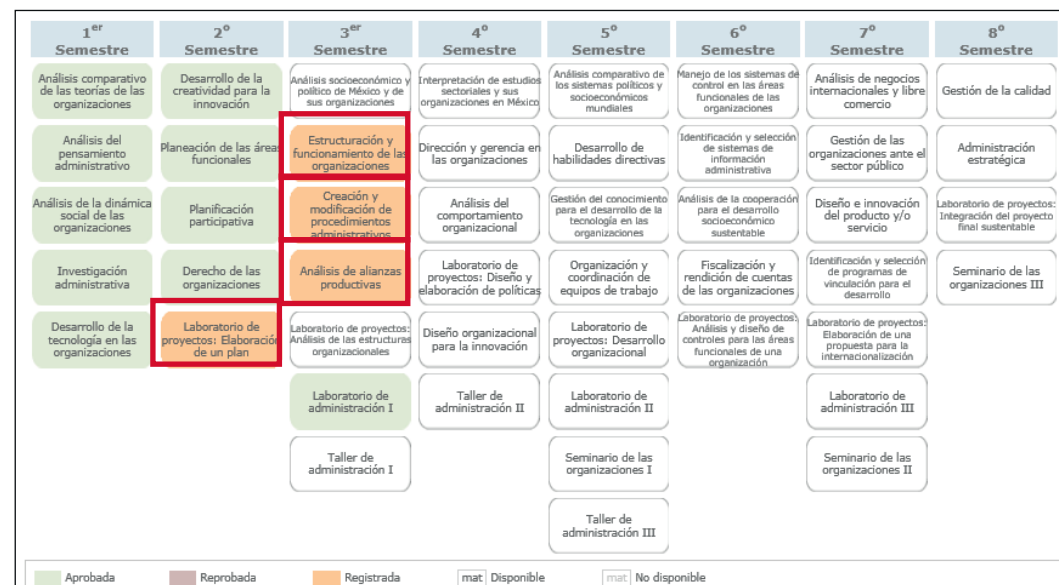 1er Semestre
2o Semestre
3er Semestre
4o Semestre
5o Semestre
6o Semestre
7o Semestre
8o Semestre
Análisis comparativo
de las teorías de las
organizaciones
Desarrollo de la
creatividad para la
innovación
Análisis socioeconómico y
político de México y de
sus organizaciones
Interpretación de estudios
sectoriales y sus
organizaciones en México
Análisis comparativo de
los sistemas políticos y
socioeconómicos
mundiales
Manejo de los sistemas de
control en las áreas
funcionales de las
organizaciones
Análisis de negocios
internacionales y libre
comercio
Gestión de la calidad
Análisis del
pensamiento
administrativo
Planeación de las áreas
funcionales
Estructuración y
funcionamiento de las
organizaciones
Dirección y gerencia en
las organizaciones
Desarrollo de
habilidades directivas
Identificación y selección
de sistemas de
información
administrativa
Gestión de las
organizaciones ante el
sector público
Administración
estratégica
Análisis de la dinámica
social de las
organizaciones
Planificación
participativa
Creación y
modificación de
procedimientos
administrativos
Análisis del
comportamiento
organizacional
Gestión del conocimiento
para el desarrollo de la
tecnología en las
organizaciones
Análisis de la cooperación
para el desarrollo
socioeconómico
sustentable
Diseño e innovación
del producto y/o
servicio
Laboratorio de proyectos:
Integración del proyecto
final sustentable
Investigación
administrativa
Derecho de las
organizaciones
Análisis de alianzas
productivas
Laboratorio de
proyectos: Diseño y
elaboración de políticas
Organización y
coordinación de
equipos de trabajo
Fiscalización y
rendición de cuentas
de las organizaciones
Identificación y selección
de programas de
vinculación para el
desarrollo
Seminario de las
organizaciones III
Desarrollo de la
tecnología en las
organizaciones
Laboratorio de
proyectos: Elaboración
de un plan
Laboratorio de proyectos:
Análisis de las estructuras
organizacionales
Diseño organizacional
para la innovación
Laboratorio de
proyectos: Desarrollo
organizacional
Laboratorio de proyectos:
Análisis y diseño de
controles para las áreas
funcionales de una
organización
Laboratorio de proyectos:
Elaboración de una
propuesta para la
internacionalización
Laboratorio de
administración I
Taller de
administración II
Laboratorio de
administración II
Laboratorio de
administración III
Taller de
administración I
Seminario de las
organizaciones I
Seminario de las
organizaciones II
Taller de
administración III
Aprobada
Reprobada
Registrada
mat Disponible
mat No disponible